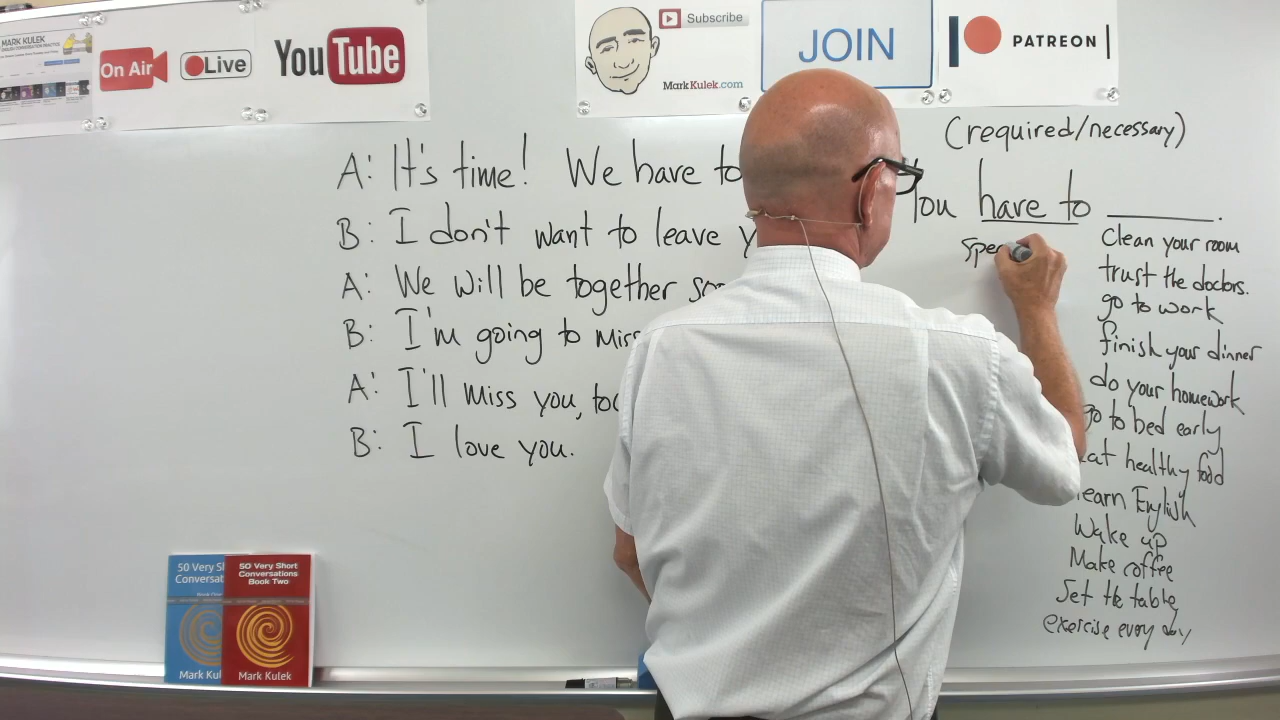 MARK KULEK
On Air
Live
YouTube
Subscribe
MarkKulek.com
JOIN
PATREON
A: It's time! We have to
B: I don't want to leave
A: We will be together
B: I'm going to miss
A: I'll miss you,
B: I love you.
(required/necessary)
You have to ______.
Clean your room
trust the doctors.
go to work
finish your dinner
do your homework
go to bed early
eat healthy food
learn English
Wake up
Make coffee
Set the table
exercise every day
50 Very
Conversat
Mark Kul
50 Very Short
Conversations
Book Two
Mark Kulek